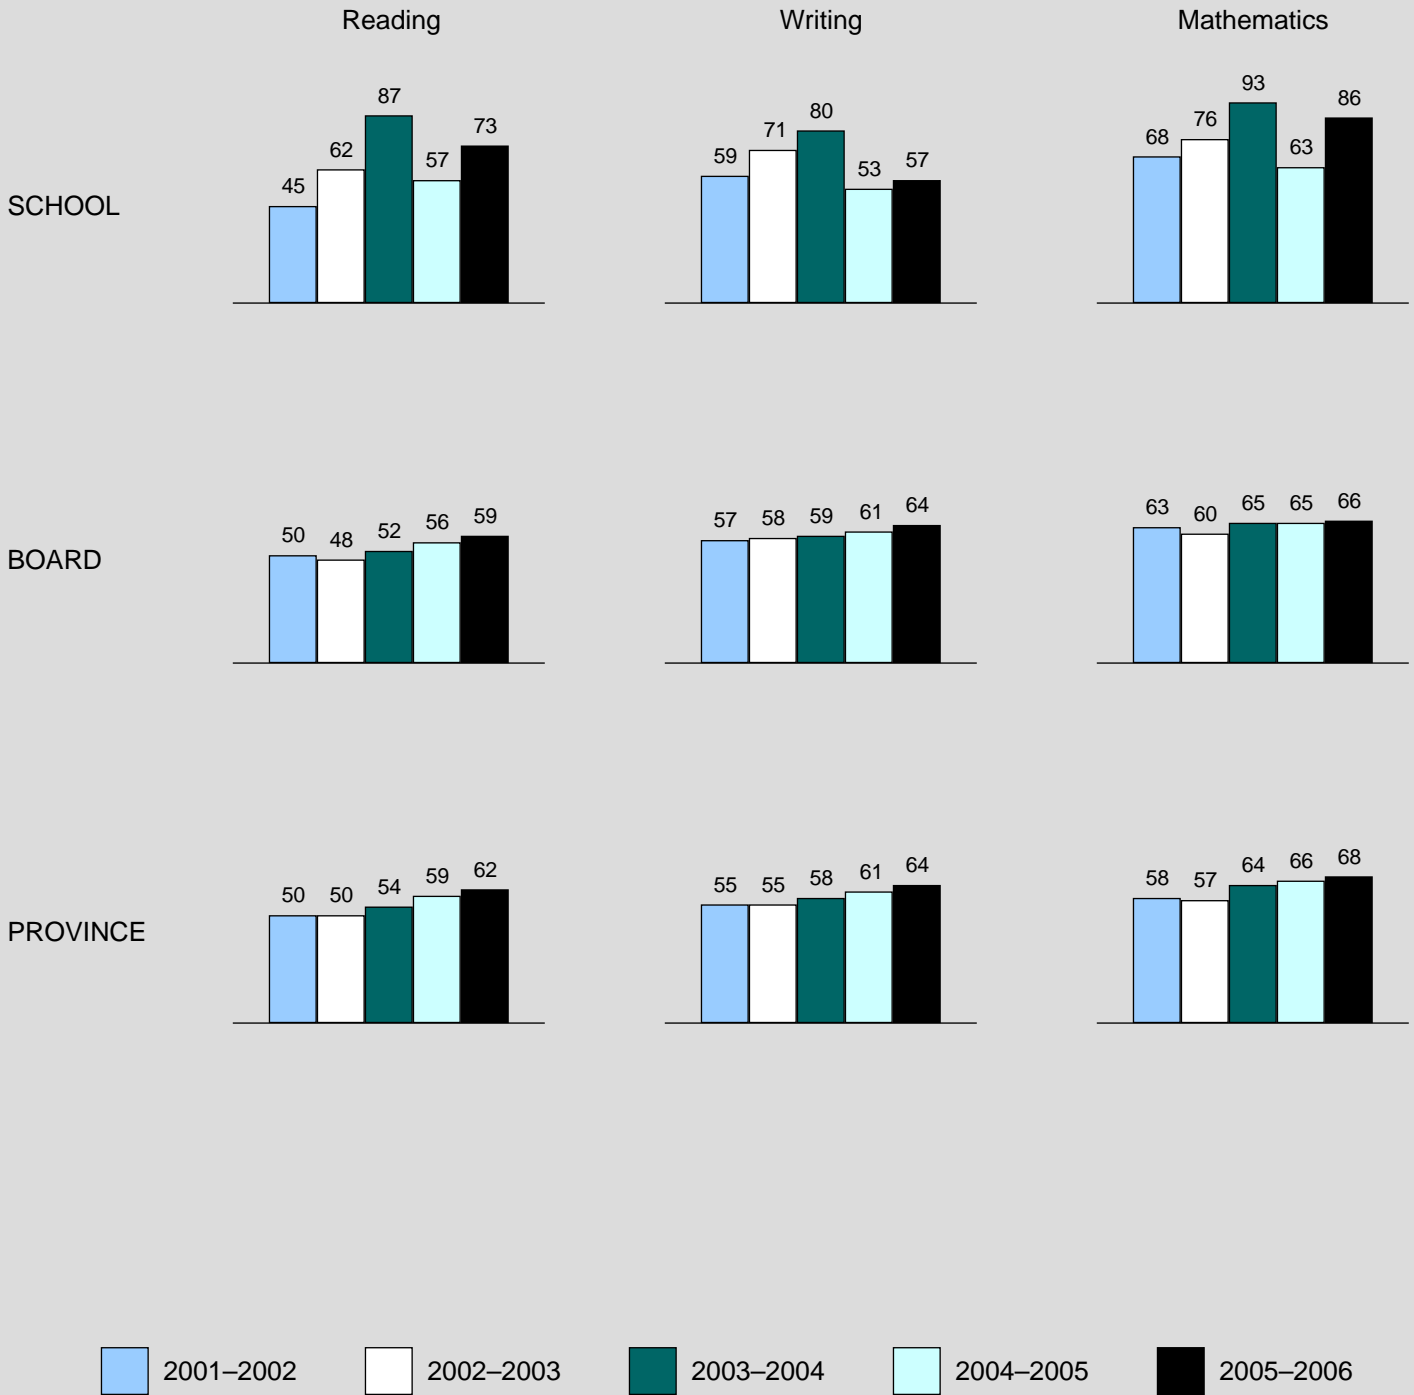 Reading Writing Mathematics
SCHOOL
45 62 87 57 73
59 71 80 53 57
68 76 93 63 86
BOARD
50 48 52 56 59
57 58 59 61 64
63 60 65 65 66
PROVINCE
50 50 54 59 62
55 55 58 61 64
58 57 64 66 68
2001–2002 2002–2003 2003–2004 2004–2005 2005–2006